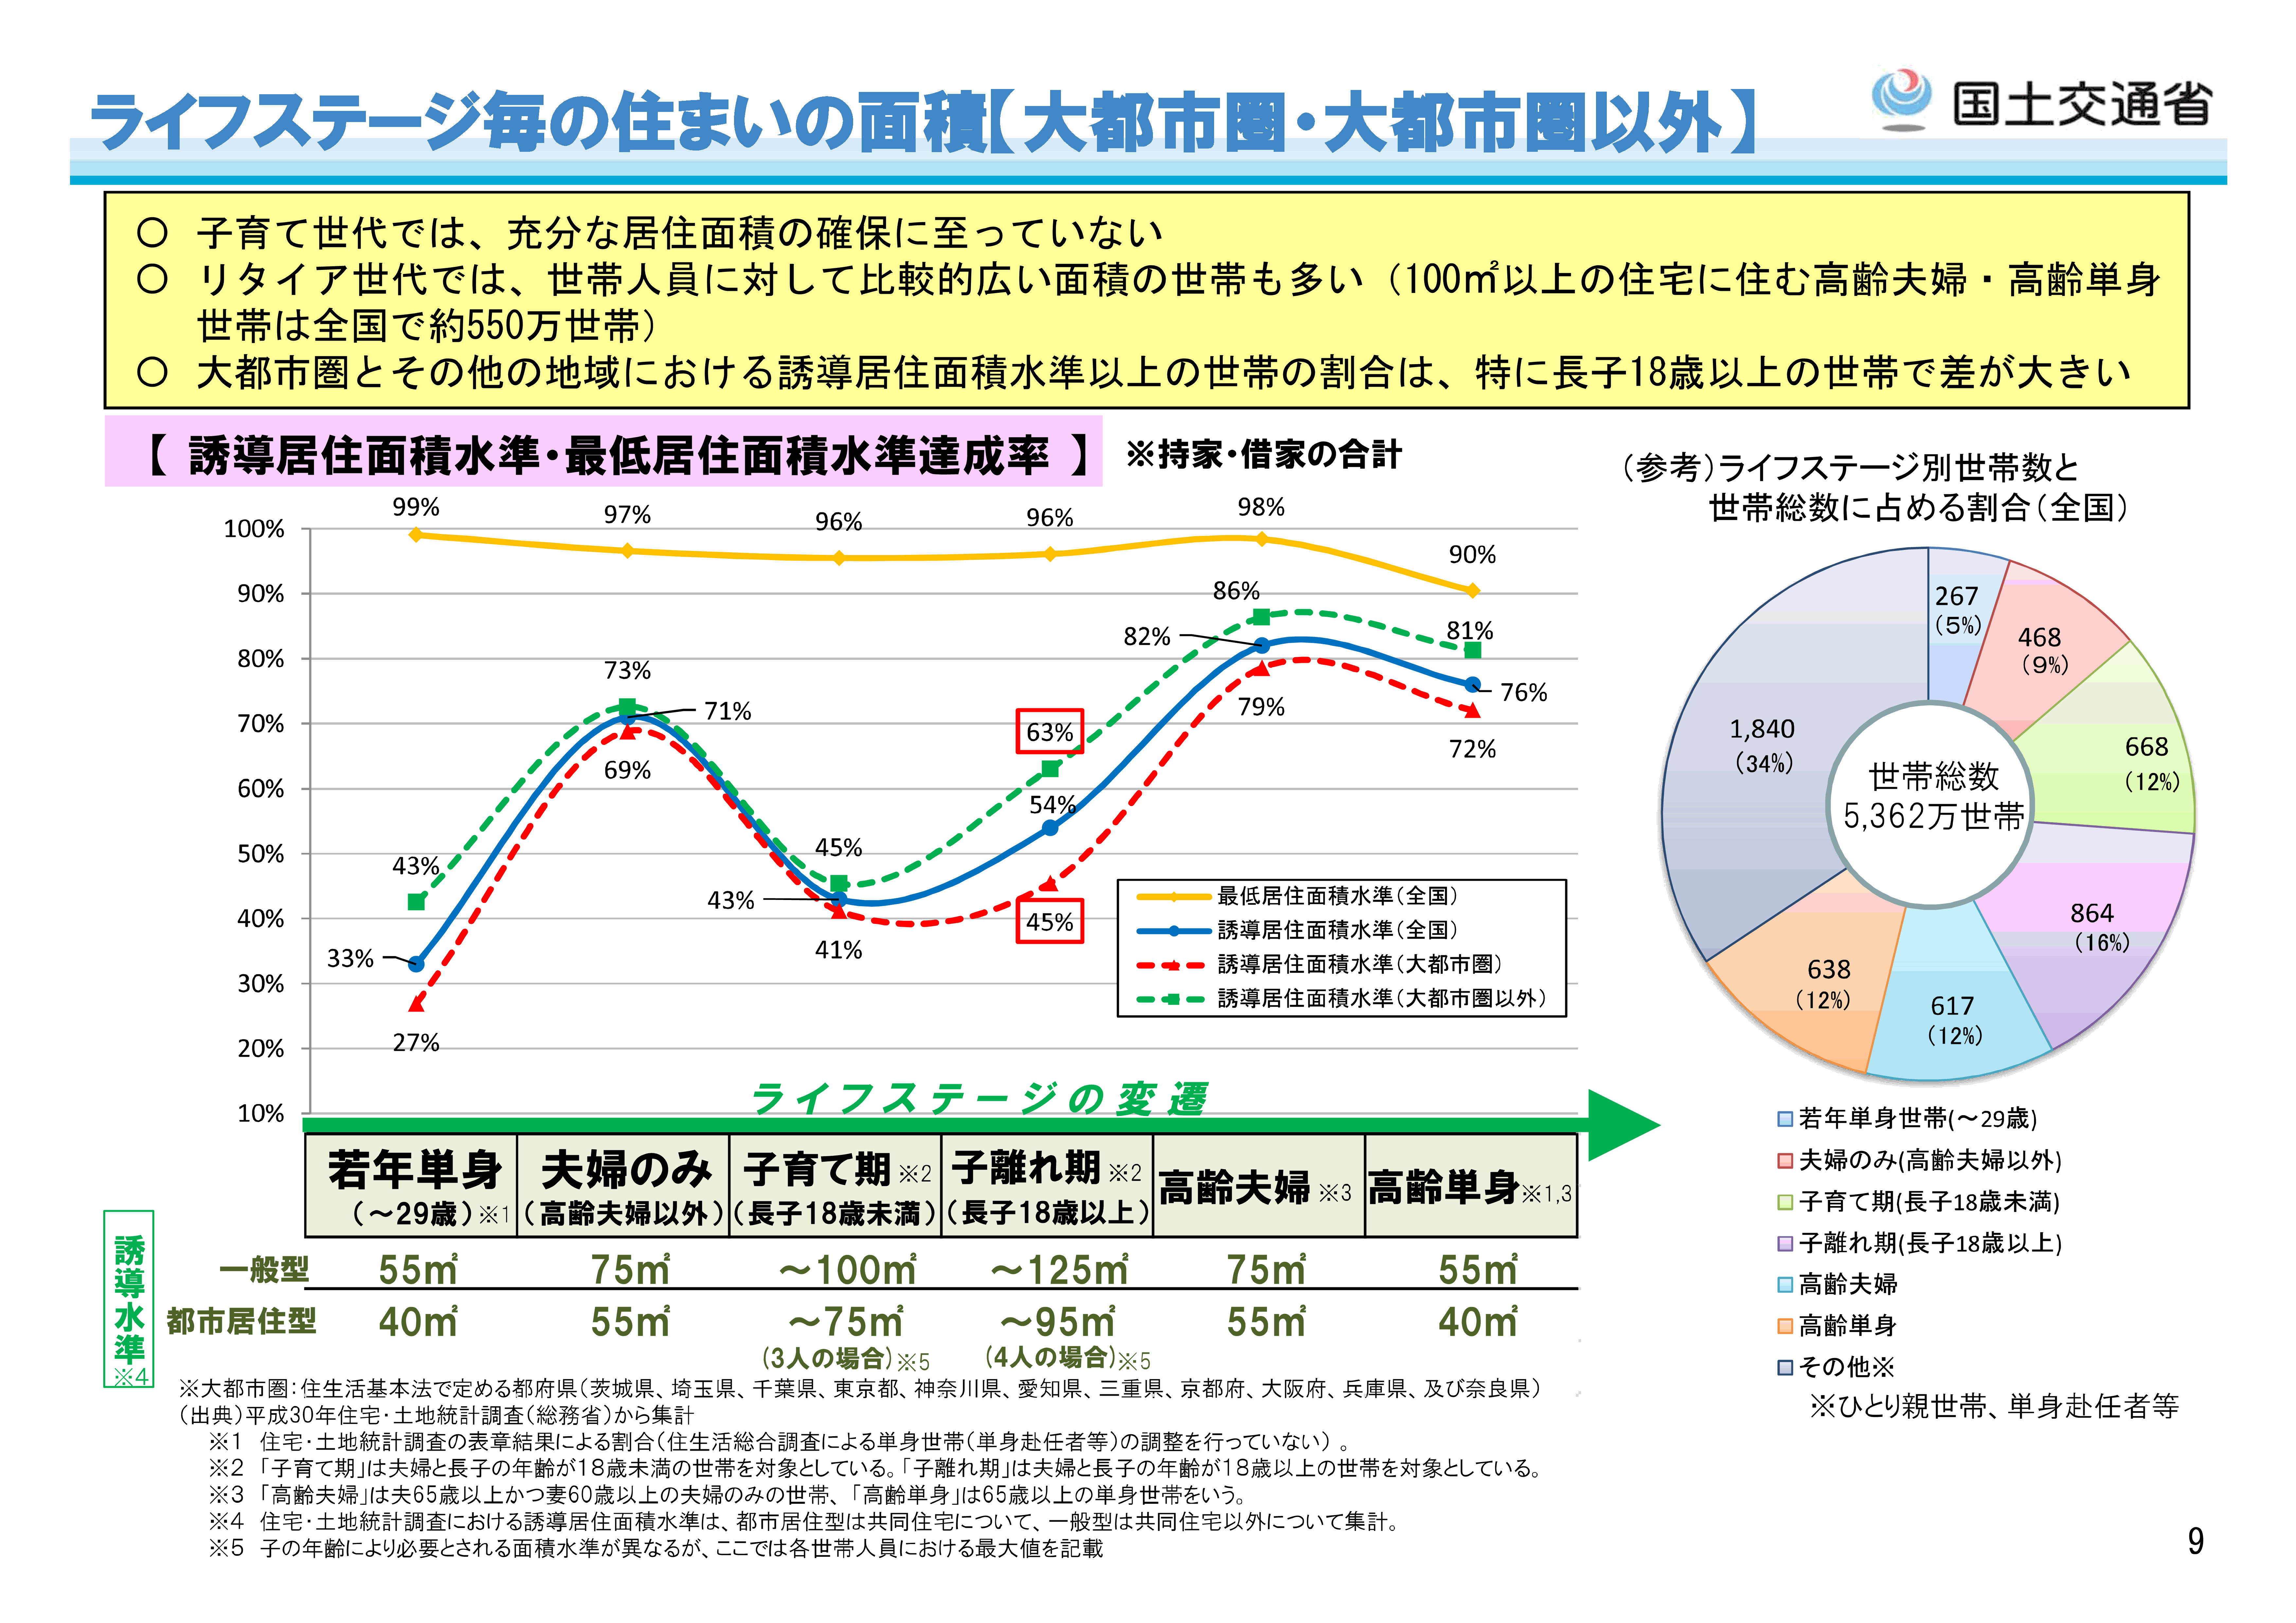 ライフステージ毎の住まいの面積【大都市圏・大都市圏以外】
国土交通省
○ 子育て世代では、充分な居住面積の確保に至っていない
○ リタイア世代では、世帯人員に対して比較的広い面積の世帯も多い（100㎡以上の住宅に住む高齢夫婦・高齢単身
世帯は全国で約550万世帯）
○ 大都市圏とその他の地域における誘導居住面積水準以上の世帯の割合は、特に長子18歳以上の世帯で差が大きい
【 誘導居住面積水準・最低居住面積水準達成率 】 ※持家・借家の合計
100%
90%
80%
70%
60%
50%
40%
30%
20%
10%
99% 97% 96% 96% 98% 90%
43% 73% 45% 63% 86% 81%
33% 71% 43% 54% 82% 76%
27% 69% 41% 45% 79% 72%
最低居住面積水準（全国）
誘導居住面積水準（全国）
誘導居住面積水準（大都市圏）
誘導居住面積水準（大都市圏以外）
ライフステージの変遷
若年単身 夫婦のみ 子育て期 ※2 子離れ期 ※2 高齢夫婦 ※3 高齢単身※1,3
（～29歳）※1 （高齢夫婦以外） （長子18歳未満） （長子18歳以上）
誘導水準
※4
一般型 55㎡ 75㎡ ～100㎡ ～125㎡ 75㎡ 55㎡
都市居住型 40㎡ 55㎡ ～75㎡ ～95㎡ 55㎡ 40㎡
(3人の場合)※5 (4人の場合)※5
（参考）ライフステージ別世帯数と
世帯総数に占める割合（全国）
267
（5%）
468
（9%）
668
（12%）
864
（16%）
617
（12%）
638
（12%）
1,840
（34%）
世帯総数
5,362万世帯
若年単身世帯(～29歳)
夫婦のみ(高齢夫婦以外)
子育て期(長子18歳未満)
子離れ期(長子18歳以上)
高齢夫婦
高齢単身
その他※
※ひとり親世帯、単身赴任者等
※大都市圏：住生活基本法で定める都府県（茨城県、埼玉県、千葉県、東京都、神奈川県、愛知県、三重県、京都府、大阪府、兵庫県、及び奈良県）
（出典）平成30年住宅・土地統計調査（総務省）から集計
※1 住宅・土地統計調査の表章結果による割合（住生活総合調査による単身世帯（単身赴任者等）の調整を行っていない）。
※2 「子育て期」は夫婦と長子の年齢が18歳未満の世帯を対象としている。「子離れ期」は夫婦と長子の年齢が18歳以上の世帯を対象としている。
※3 「高齢夫婦」は夫65歳以上かつ妻60歳以上の夫婦のみの世帯、「高齢単身」は65歳以上の単身世帯をいう。
※4 住宅・土地統計調査における誘導居住面積水準は、都市居住型は共同住宅について、一般型は共同住宅以外について集計。
※5 子の年齢により必要とされる面積水準が異なるが、ここでは各世帯人員における最大値を記載
9